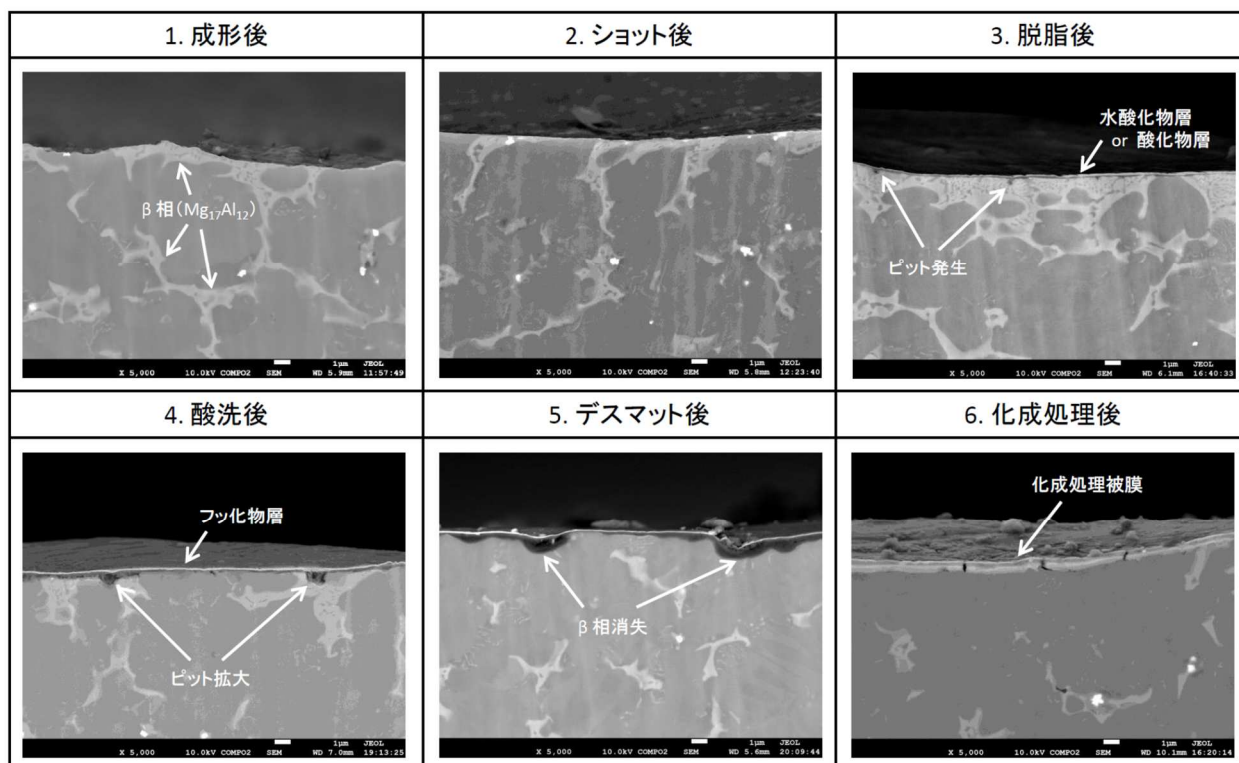 1. 成形後
2. ショット後
3. 脱脂後
β相(Mg₁₇Al₁₂)
1μm JEOL
X 5,000 10.0kV COMPO2 SEM WD 5.9mm 11:57:49
1μm JEOL
X 5,000 10.0kV COMPO2 SEM WD 5.8mm 12:23:40
水酸化物層
or 酸化物層
ピット発生
1μm JEOL
X 5,000 10.0kV COMPO2 SEM WD 6.1mm 16:40:33
4. 酸洗後
5. デスマット後
6. 化成処理後
フッ化物層
ピット拡大
1μm JEOL
X 5,000 10.0kV COMPO2 SEM WD 7.0mm 19:13:25
β相消失
1μm JEOL
X 5,000 10.0kV COMPO2 SEM WD 5.6mm 20:09:44
化成処理被膜
1μm JEOL
X 5,000 10.0kV COMPO2 SEM WD 10.1mm 16:20:14